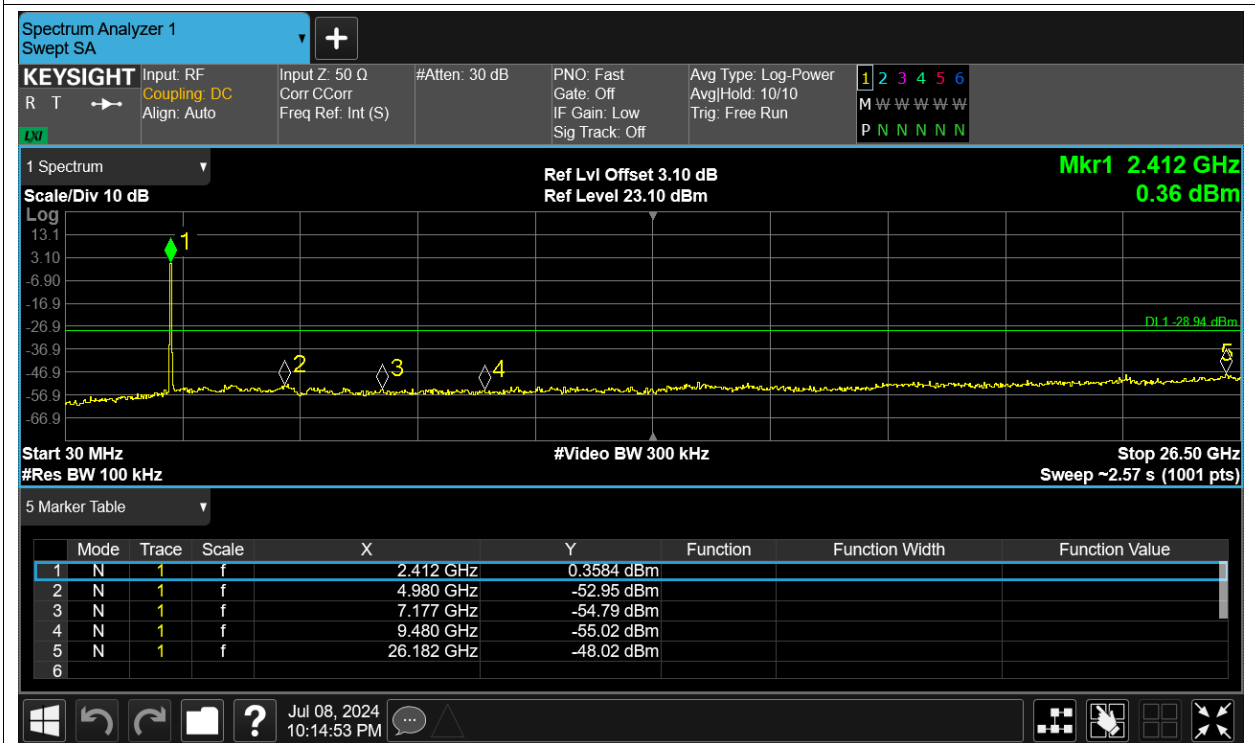 Spectrum Analyzer 1
Swept SA
KEYSIGHT
R T
LXI
Input: RF
Coupling: DC
Align: Auto
Input Z: 50 Ω
Corr CCorr
Freq Ref: Int (S)
#Atten: 30 dB
PNO: Fast
Gate: Off
IF Gain: Low
Sig Track: Off
Avg Type: Log-Power
Avg|Hold: 10/10
Trig: Free Run
1 2 3 4 5 6
M W W W W W
P N N N N N
1 Spectrum
Scale/Div 10 dB
Ref Lvl Offset 3.10 dB
Ref Level 23.10 dBm
Mkr1 2.412 GHz
0.36 dBm
Log
13.1
3.10
-6.90
-16.9
-26.9
-36.9
-46.9
-56.9
-66.9
1
2
3
4
5
DL1 -28.94 dBm
Start 30 MHz
#Video BW 300 kHz
Stop 26.50 GHz
#Res BW 100 kHz
Sweep ~2.57 s (1001 pts)
5 Marker Table
Mode Trace Scale X Y Function Function Width Function Value
1 N 1 f 2.412 GHz 0.3584 dBm
2 N 1 f 4.980 GHz -52.95 dBm
3 N 1 f 7.177 GHz -54.79 dBm
4 N 1 f 9.480 GHz -55.02 dBm
5 N 1 f 26.182 GHz -48.02 dBm
6
?
Jul 08, 2024
10:14:53 PM